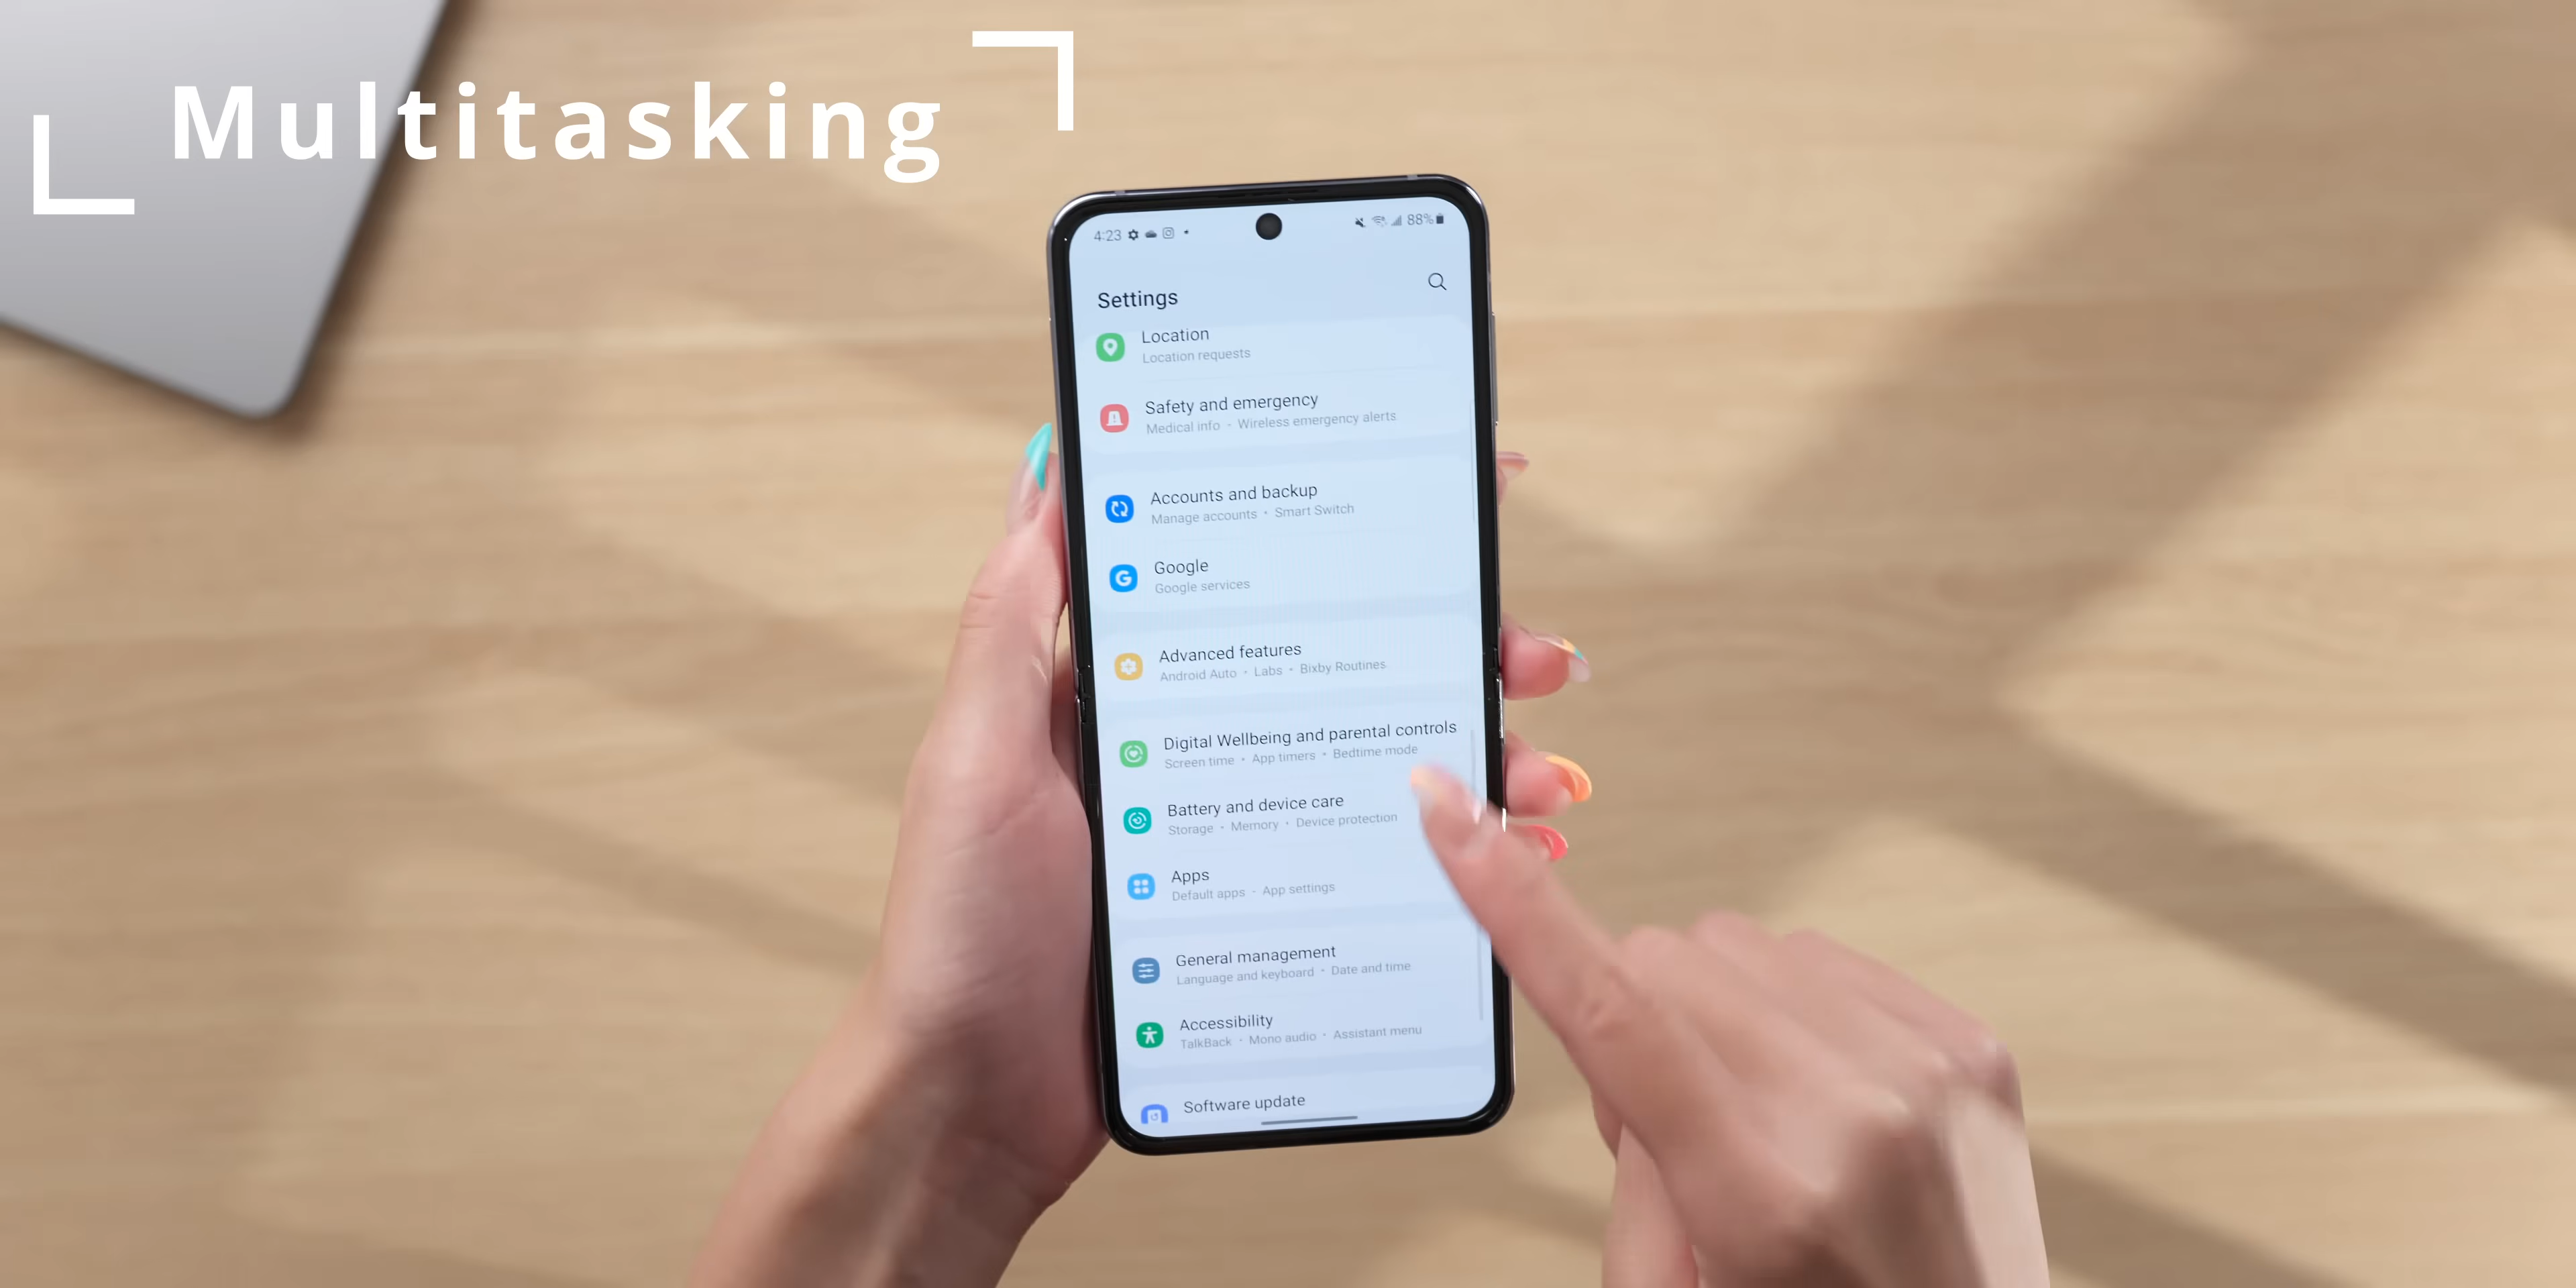 Multitasking
4:23
88%
Settings
Location
Location requests
Safety and emergency
Medical info • Wireless emergency alerts
Accounts and backup
Manage accounts • Smart Switch
Google
Google services
Advanced features
Android Auto • Labs • Bixby Routines
Digital Wellbeing and parental controls
Screen time • App timers • Bedtime mode
Battery and device care
Storage • Memory • Device protection
Apps
Default apps • App settings
General management
Language and keyboard • Date and time
Accessibility
TalkBack • Mono audio • Assistant menu
Software update